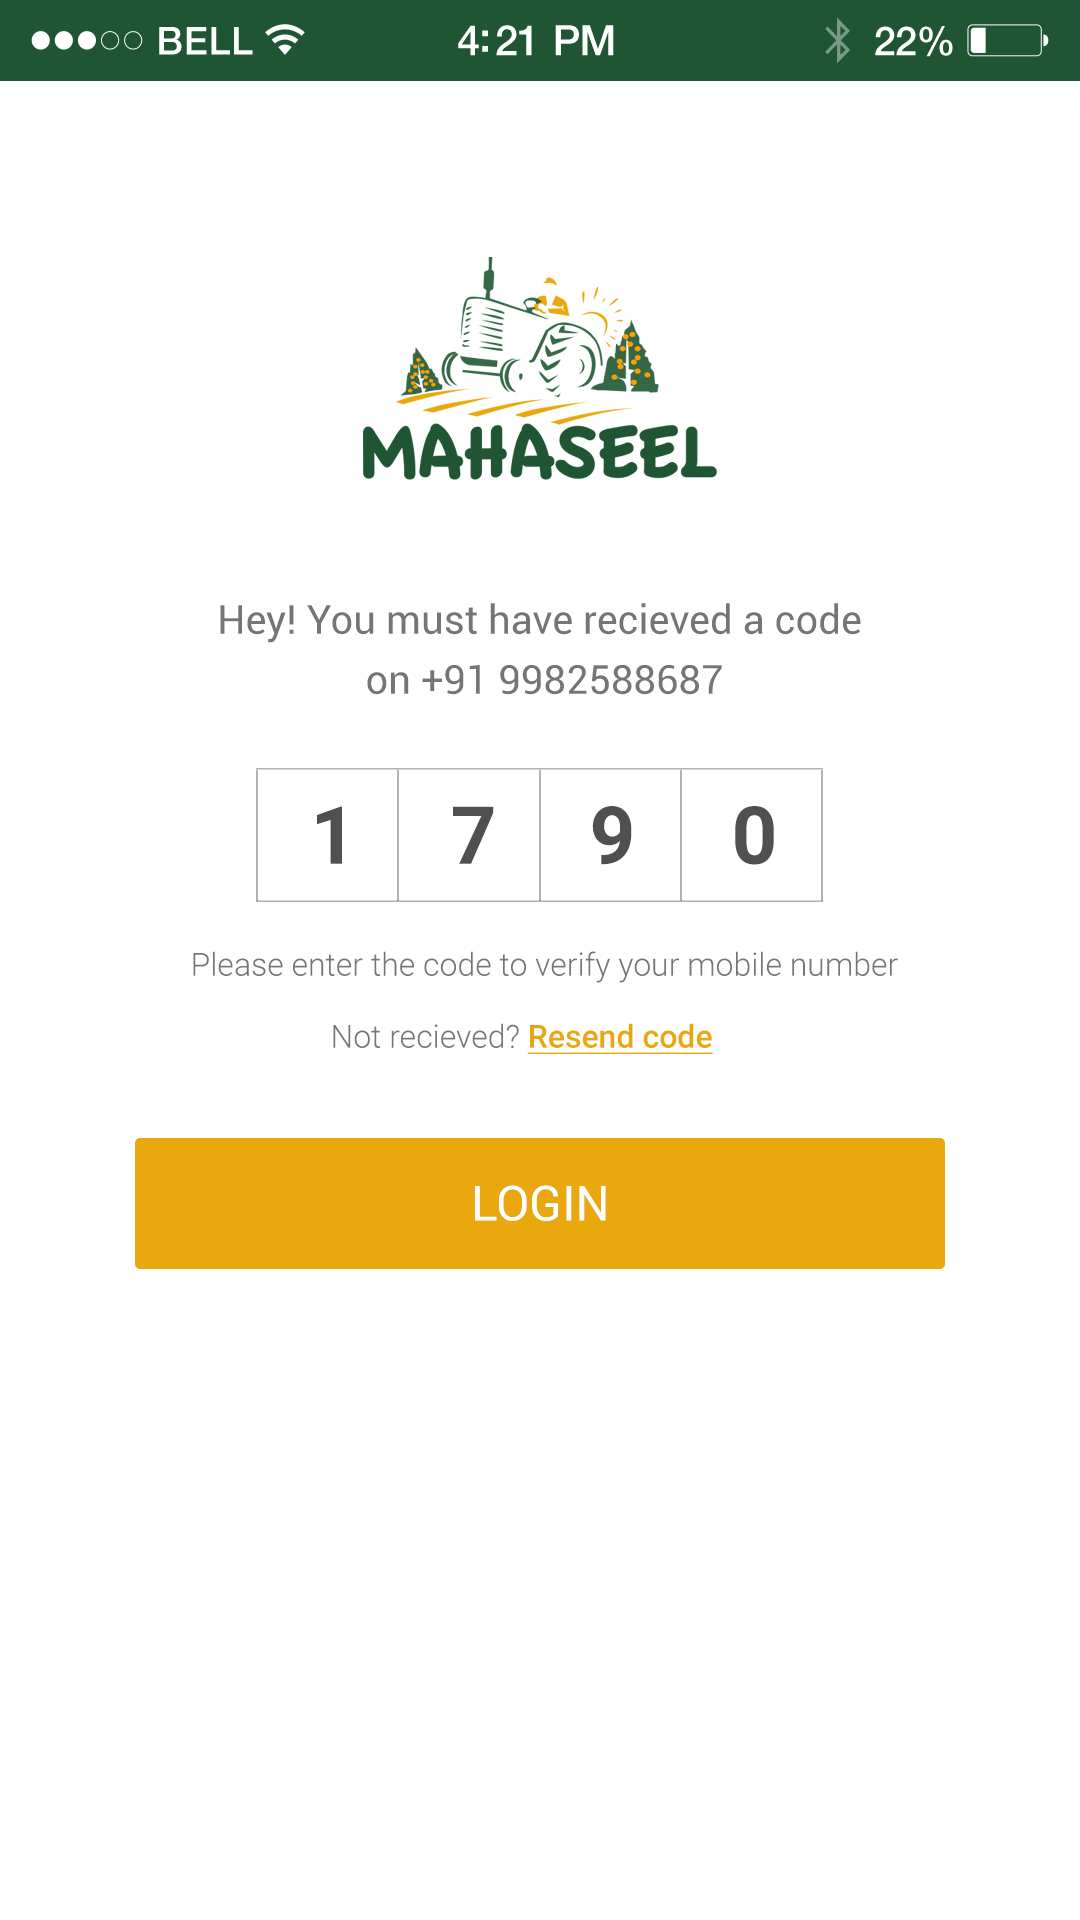 BELL 4:21 PM 22%
MAHASEEL
Hey! You must have recieved a code
on +91 9982588687
1 7 9 0
Please enter the code to verify your mobile number
Not recieved? Resend code
LOGIN